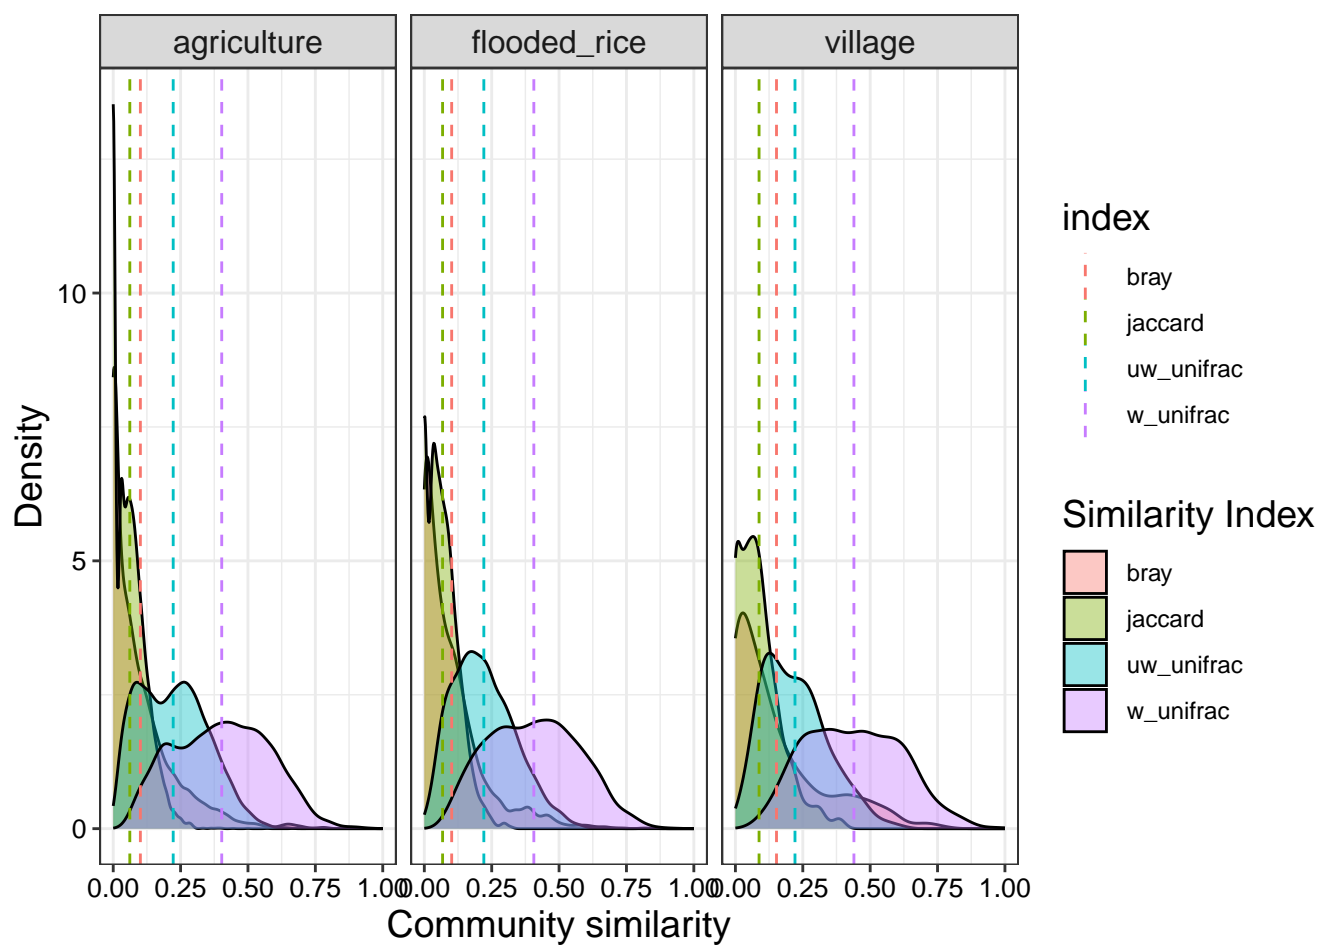 agriculture flooded_rice village
Density
10
5
0
0.00 0.25 0.50 0.75 1.00 0.00 0.25 0.50 0.75 1.00 0.00 0.25 0.50 0.75 1.00
Community similarity
index
bray
jaccard
uw_unifrac
w_unifrac
Similarity Index
bray
jaccard
uw_unifrac
w_unifrac